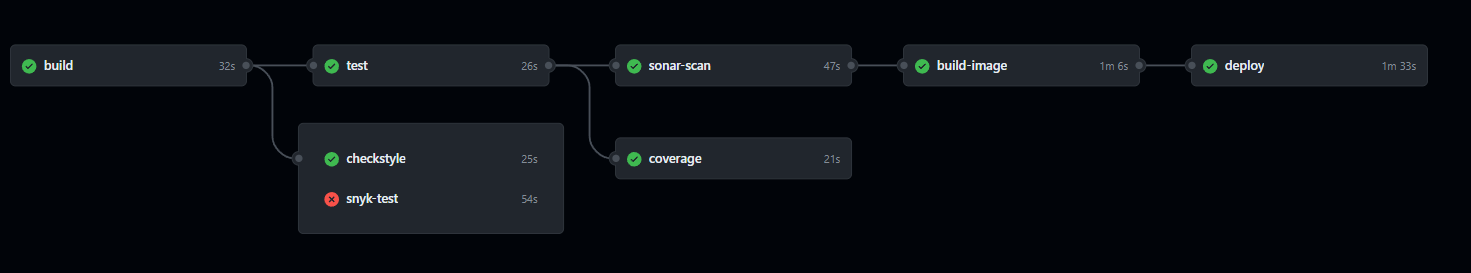 build 32s
test 26s
sonar-scan 47s
build-image 1m 6s
deploy 1m 33s
checkstyle 25s
coverage 21s
snyk-test 54s